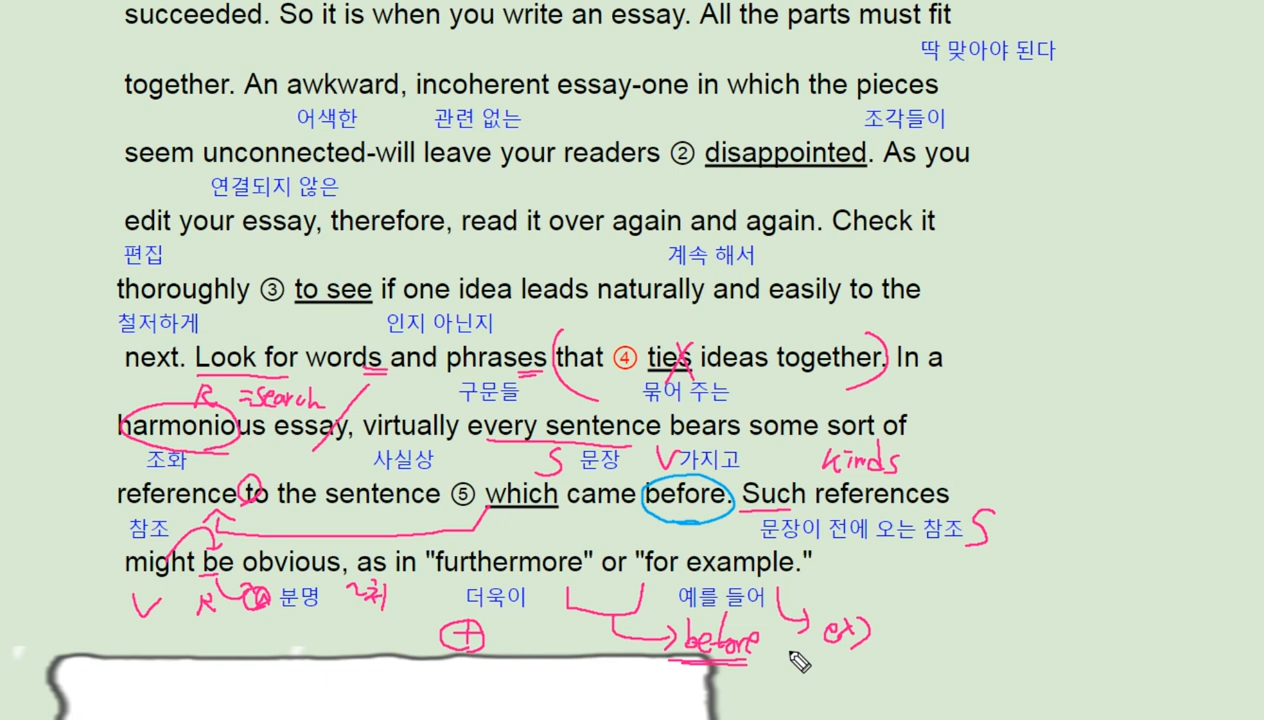 succeeded. So it is when you write an essay. All the parts must fit
딱 맞아야 된다
together. An awkward, incoherent essay-one in which the pieces
어색한 관련 없는 조각들이
seem unconnected-will leave your readers ② disappointed. As you
연결되지 않은
edit your essay, therefore, read it over again and again. Check it
편집 계속 해서
thoroughly ③ to see if one idea leads naturally and easily to the
철저하게 인지 아닌지
next. Look for words and phrases (that ④ ties ideas together.) In a
R =search 구문들 묶어 주는
harmonious essay, virtually every sentence bears some sort of
조화 사실상 S 문장 V 가지고 kinds
reference to the sentence ⑤ which came before. Such references
참조 문장이 전에 오는 참조 S
might be obvious, as in "furthermore" or "for example."
V R 분명 ~처 더욱이 예를 들어
+ before ex)